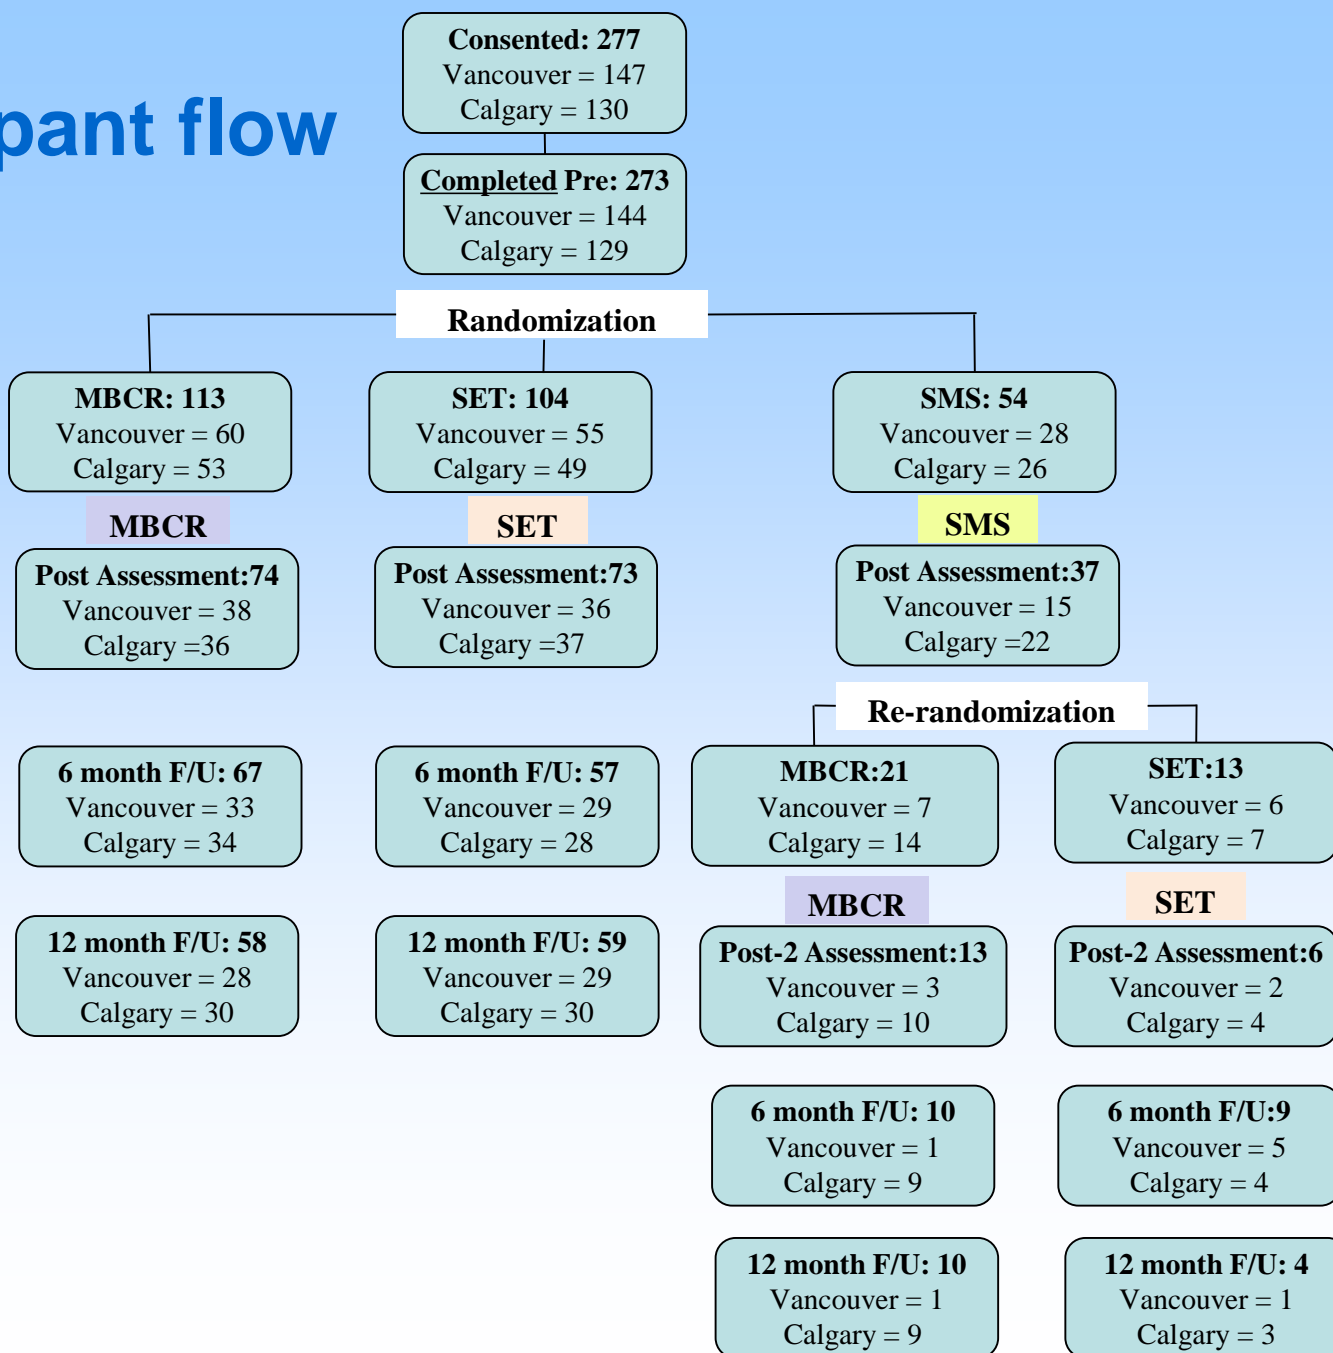 Consented: 277
Vancouver = 147
Calgary = 130
pant flow
Completed Pre: 273
Vancouver = 144
Calgary = 129
Randomization
MBCR: 113
Vancouver = 60
Calgary = 53
SET: 104
Vancouver = 55
Calgary = 49
SMS: 54
Vancouver = 28
Calgary = 26
MBCR
SET
SMS
Post Assessment:74
Vancouver = 38
Calgary =36
Post Assessment:73
Vancouver = 36
Calgary =37
Post Assessment:37
Vancouver = 15
Calgary =22
Re-randomization
6 month F/U: 67
Vancouver = 33
Calgary = 34
6 month F/U: 57
Vancouver = 29
Calgary = 28
MBCR:21
Vancouver = 7
Calgary = 14
SET:13
Vancouver = 6
Calgary = 7
MBCR
SET
12 month F/U: 58
Vancouver = 28
Calgary = 30
12 month F/U: 59
Vancouver = 29
Calgary = 30
Post-2 Assessment:13
Vancouver = 3
Calgary = 10
Post-2 Assessment:6
Vancouver = 2
Calgary = 4
6 month F/U: 10
Vancouver = 1
Calgary = 9
6 month F/U:9
Vancouver = 5
Calgary = 4
12 month F/U: 10
Vancouver = 1
Calgary = 9
12 month F/U: 4
Vancouver = 1
Calgary = 3